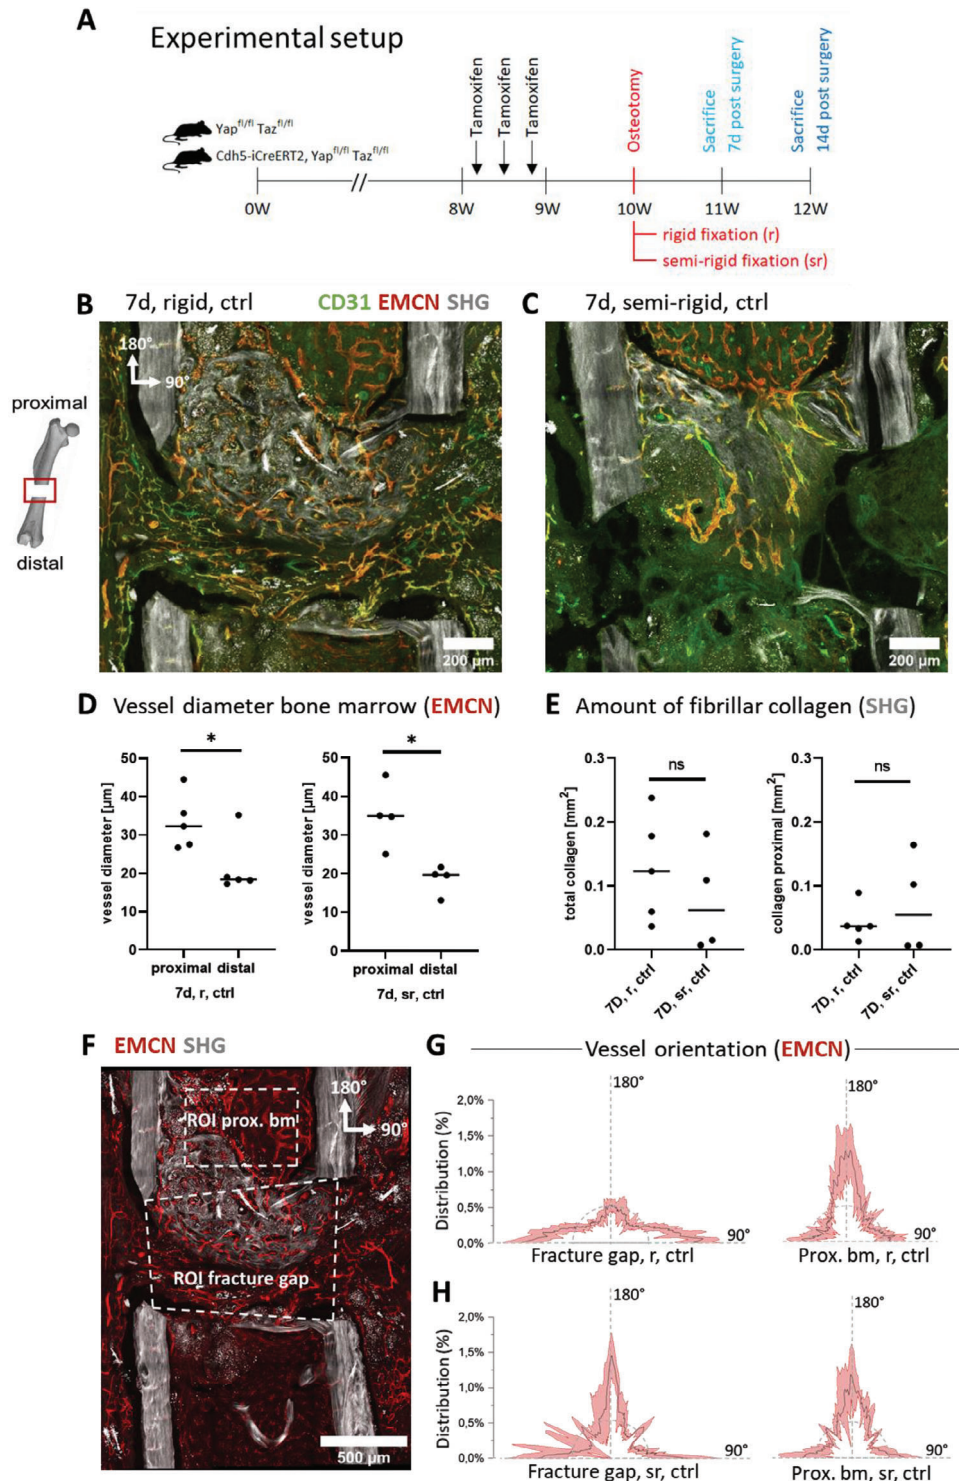 A
Experimental setup
Yap^fl/fl Taz^fl/fl
Cdh5-iCreERT2, Yap^fl/fl Taz^fl/fl
Tamoxifen
Tamoxifen
Tamoxifen
Osteotomy
Sacrifice
7d post surgery
Sacrifice
14d post surgery
0W
8W
9W
10W
11W
12W
rigid fixation (r)
semi-rigid fixation (sr)
B 7d, rigid, ctrl CD31 EMCN SHG
180°
90°
200 µm
proximal
distal
C 7d, semi-rigid, ctrl
200 µm
D Vessel diameter bone marrow (EMCN)
vessel diameter [µm]
50
40
30
20
10
0
*
proximal distal
7d, r, ctrl
vessel diameter [µm]
50
40
30
20
10
0
*
proximal distal
7d, sr, ctrl
E Amount of fibrillar collagen (SHG)
total collagen [mm²]
0.3
0.2
0.1
0.0
ns
7D, r, ctrl
7D, sr, ctrl
collagen proximal [mm²]
0.3
0.2
0.1
0.0
ns
7D, r, ctrl
7D, sr, ctrl
F EMCN SHG
180°
90°
ROI prox. bm
ROI fracture gap
500 µm
G Vessel orientation (EMCN)
Distribution (%)
2,0%
1,5%
1,0%
0,5%
0,0%
180°
90°
Fracture gap, r, ctrl
180°
90°
Prox. bm, r, ctrl
H
Distribution (%)
2,0%
1,5%
1,0%
0,5%
0,0%
180°
90°
Fracture gap, sr, ctrl
180°
90°
Prox. bm, sr, ctrl